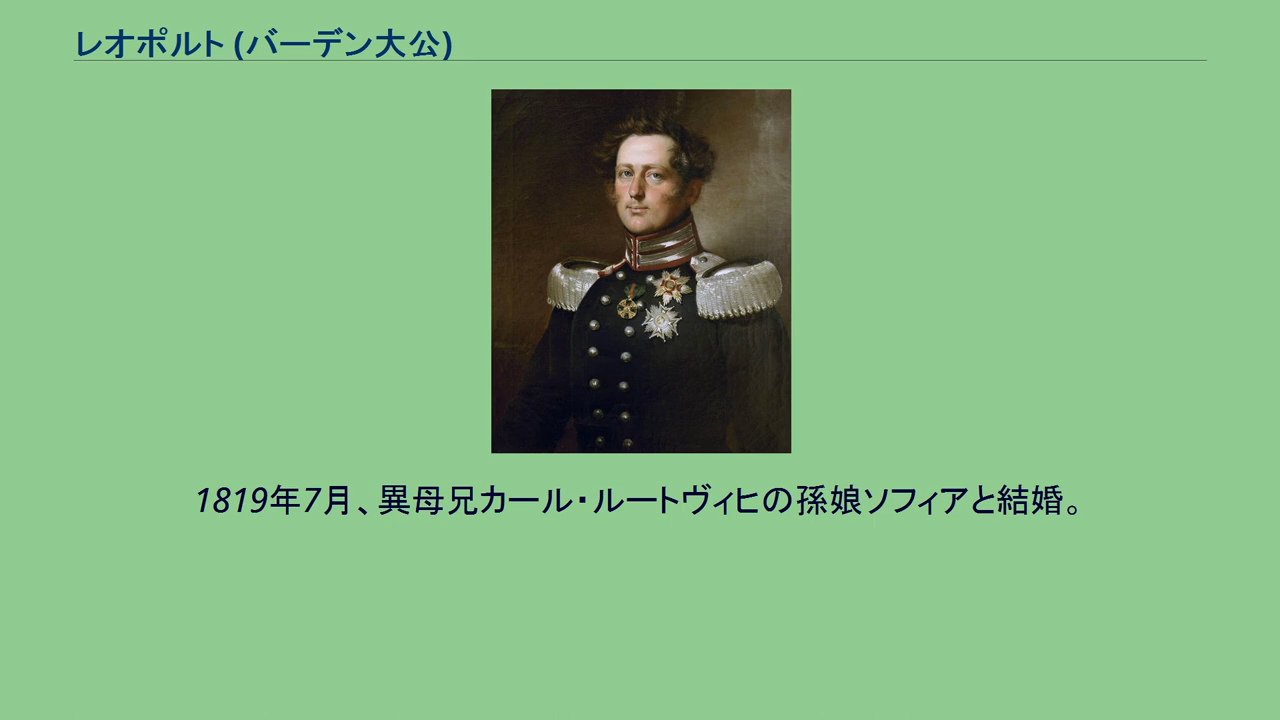 レオポルト (バーデン大公)
1819年7月、異母兄カール・ルートヴィヒの孫娘ソフィアと結婚。